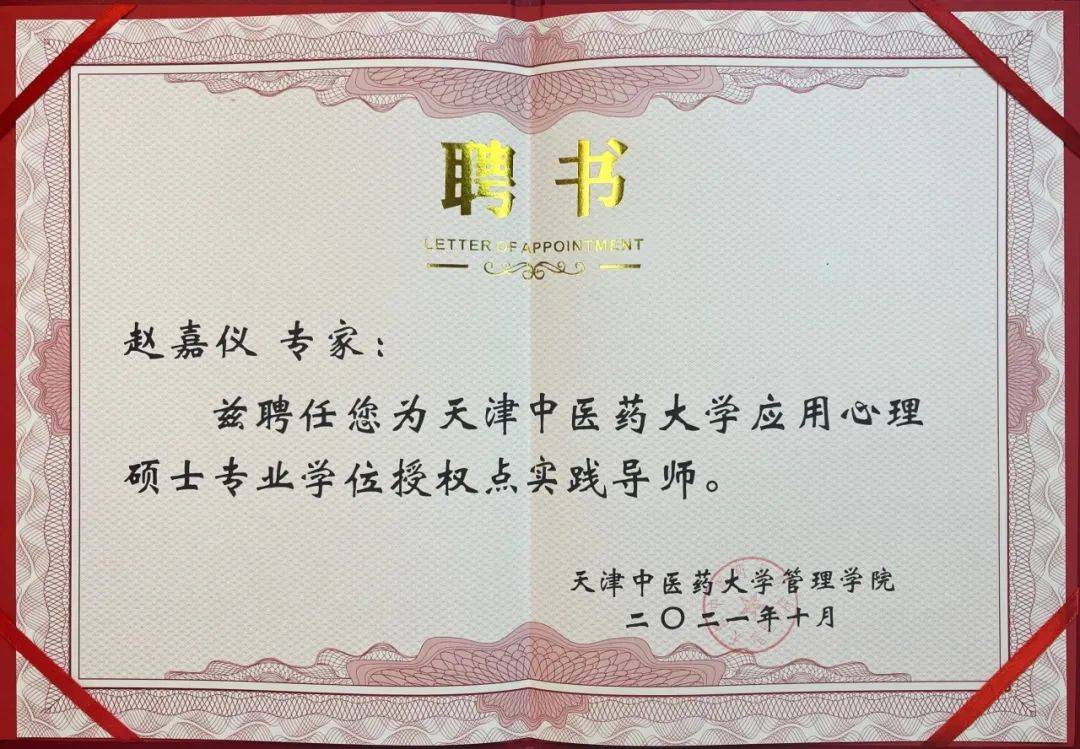 聘书
LETTER OF APPOINTMENT
赵嘉仪 专家：
兹聘任您为天津中医药大学应用心理
硕士专业学位授权点实践导师。
天津中医药大学管理学院
二〇二一年十月